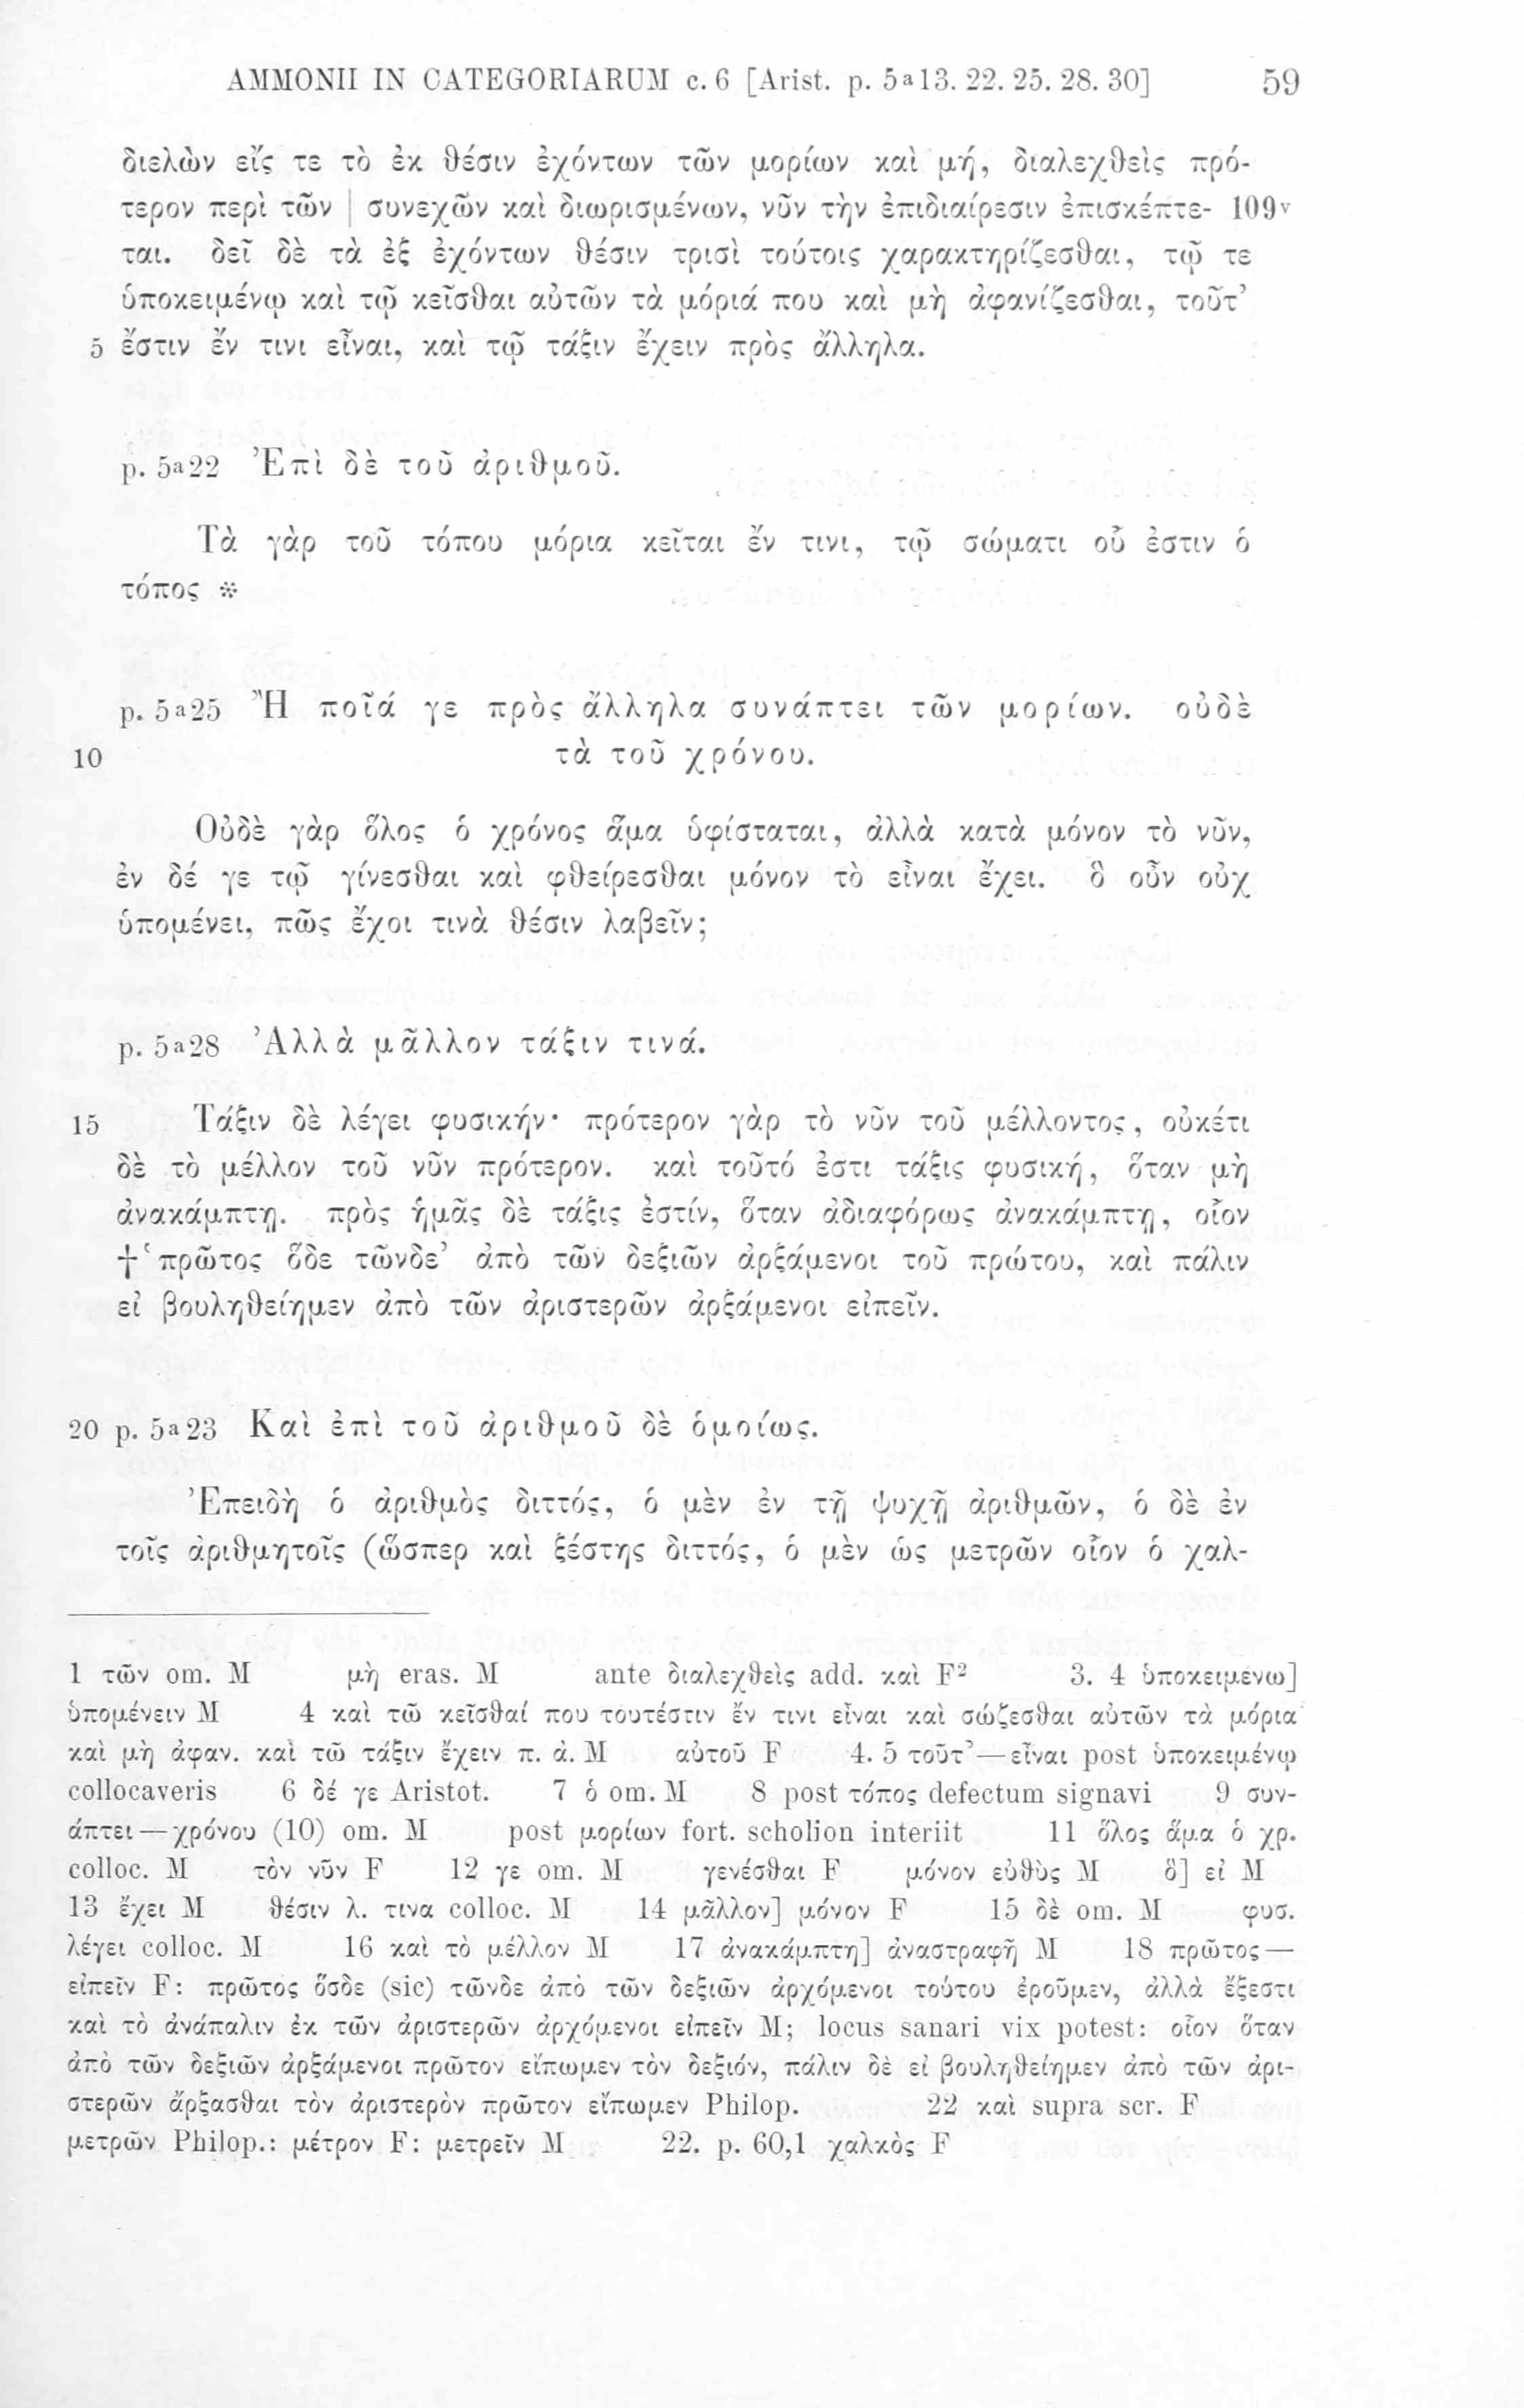 AMMONII IN CATEGORIARUM c. 6 [Arist. p. 5a13. 22. 25. 28. 30] 59
διελὼν εἴς τε τὸ ἐκ θέσιν ἐχόντων τῶν μορίων καὶ μή, διαλεχθεὶς πρό-
τερον περὶ τῶν | συνεχῶν καὶ διωρισμένων, νῦν τὴν ἐπιδιαίρεσιν ἐπισκέπτε- 109v
ται. δεῖ δὲ τὰ ἐξ ἐχόντων θέσιν τρισὶ τούτοις χαρακτηρίζεσθαι, τῷ τε
ὑποκειμένῳ καὶ τῷ κεῖσθαι αὐτῶν τὰ μόριά που καὶ μὴ ἀφανίζεσθαι, τοῦτ’
5 ἔστιν ἔν τινι εἶναι, καὶ τῷ τάξιν ἔχειν πρὸς ἄλληλα.
p. 5a22 Ἐπὶ δὲ τοῦ ἀριθμοῦ.
Τὰ γὰρ τοῦ τόπου μόρια κεῖται ἔν τινι, τῷ σώματι οὗ ἐστιν ὁ
τόπος *
p. 5a25 Ἢ ποῖά γε πρὸς ἄλληλα συνάπτει τῶν μορίων. οὐδὲ
10 τὰ τοῦ χρόνου.
Οὐδὲ γὰρ ὅλος ὁ χρόνος ἅμα ὑφίσταται, ἀλλὰ κατὰ μόνον τὸ νῦν,
ἐν δέ γε τῷ γίνεσθαι καὶ φθείρεσθαι μόνον τὸ εἶναι ἔχει. ὃ οὖν οὐχ
ὑπομένει, πῶς ἔχοι τινὰ θέσιν λαβεῖν;
p. 5a28 Ἀλλὰ μᾶλλον τάξιν τινά.
15 Τάξιν δὲ λέγει φυσικήν· πρότερον γὰρ τὸ νῦν τοῦ μέλλοντος, οὐκέτι
δὲ τὸ μέλλον τοῦ νῦν πρότερον. καὶ τοῦτό ἐστι τάξις φυσική, ὅταν μὴ
ἀνακάμπτῃ. πρὸς ἡμᾶς δὲ τάξις ἐστίν, ὅταν ἀδιαφόρως ἀνακάμπτῃ, οἷον
†‘πρῶτος ὅδε τῶνδε’ ἀπὸ τῶν δεξιῶν ἀρξάμενοι τοῦ πρώτου, καὶ πάλιν
εἰ βουληθείημεν ἀπὸ τῶν ἀριστερῶν ἀρξάμενοι εἰπεῖν.
20 p. 5a23 Καὶ ἐπὶ τοῦ ἀριθμοῦ δὲ ὁμοίως.
Ἐπειδὴ ὁ ἀριθμὸς διττός, ὁ μὲν ἐν τῇ ψυχῇ ἀριθμῶν, ὁ δὲ ἐν
τοῖς ἀριθμητοῖς (ὥσπερ καὶ ξέστης διττός, ὁ μὲν ὡς μετρῶν οἷον ὁ χαλ-
1 τῶν om. M μὴ eras. M ante διαλεχθεὶς add. καὶ F2 3. 4 ὑποκειμένω]
ὑπομένειν M 4 καὶ τῶ κεῖσθαί που τουτέστιν ἔν τινι εἶναι καὶ σώζεσθαι αὐτῶν τὰ μόρια
καὶ μὴ ἀφαν. καὶ τῶ τάξιν ἔχειν π. ἀ. M αὐτοῦ F 4. 5 τοῦτ’—εἶναι post ὑποκειμένῳ
collocaveris 6 δέ γε Aristot. 7 ὁ om. M 8 post τόπος defectum signavi 9 συν-
άπτει—χρόνου (10) om. M post μορίων fort. scholion interiit 11 ὅλος ἅμα ὁ χρ.
colloc. M τὸν νῦν F 12 γε om. M γενέσθαι F μόνον εὐθὺς M ὃ] εἰ M
13 ἔχει M θέσιν λ. τινα colloc. M 14 μᾶλλον] μόνον F 15 δὲ om. M φυσ.
λέγει colloc. M 16 καὶ τὸ μέλλον M 17 ἀνακάμπτῃ] ἀναστραφῆ M 18 πρῶτος—
εἰπεῖν F: πρῶτος ὅσδε (sic) τῶνδε ἀπὸ τῶν δεξιῶν ἀρχόμενοι τούτου ἐροῦμεν, ἀλλὰ ἔξεστι
καὶ τὸ ἀνάπαλιν ἐκ τῶν ἀριστερῶν ἀρχόμενοι εἰπεῖν M; locus sanari vix potest: οἷον ὅταν
ἀπὸ τῶν δεξιῶν ἀρξάμενοι πρῶτον εἴπωμεν τὸν δεξιόν, πάλιν δὲ εἰ βουληθείημεν ἀπὸ τῶν ἀρι-
στερῶν ἄρξασθαι τὸν ἀριστερὸν πρῶτον εἴπωμεν Philop. 22 καὶ supra scr. F
μετρῶν Philop.: μέτρον F: μετρεῖν M 22. p. 60,1 χαλκὸς F